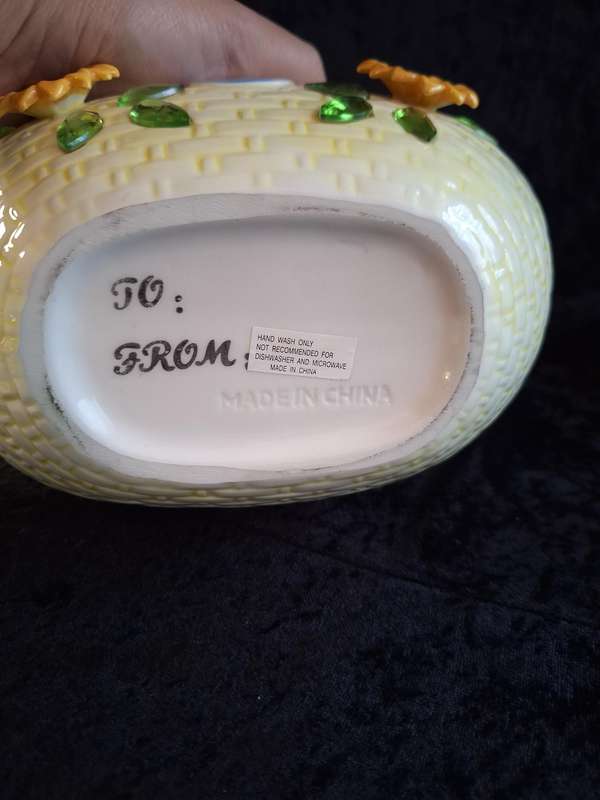 TO:
FROM:
HAND WASH ONLY
NOT RECOMMENDED FOR
DISHWASHER AND MICROWAVE
MADE IN CHINA
MADE IN CHINA